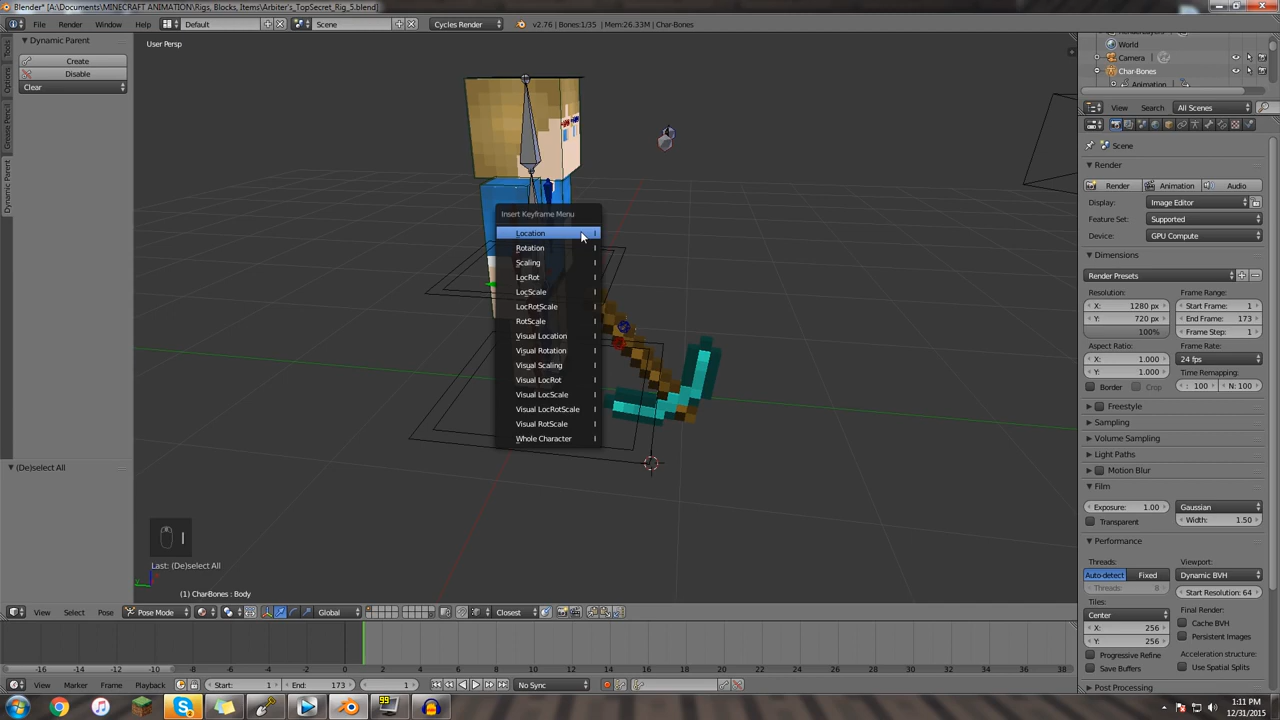 Blender* [A:\Documents\MINECRAFT ANIMATION\Rigs, Blocks, Items\Arbiter's_TopSecret_Rig_5.blend]
File Render Window Help Default Scene Cycles Render v2.76 | Bones:1/35 | Mem:26.33M | Char-Bones
Dynamic Parent
Create
Disable
Clear
Tools
Options
Grease Pencil
Dynamic Parent
(De)select All
User Persp
Insert Keyframe Menu
Location I
Rotation I
Scaling I
LocRot I
LocScale I
LocRotScale I
RotScale I
Visual Location I
Visual Rotation I
Visual Scaling I
Visual LocRot I
Visual LocScale I
Visual LocRotScale I
Visual RotScale I
Whole Character I
I
Last: (De)select All
(1) CharBones : Body
View Select Pose Pose Mode Global Closest
-16 -14 -12 -10 -8 -6 -4 -2 0 2 4 6 8 10 12 14 16 18 20 22 24 26 28 30 32 34 36 38
View Marker Frame Playback Start: 1 End: 173 1 No Sync
World
Camera
Char-Bones
Animation
View Search All Scenes
Scene
Render
Render Animation Audio
Display: Image Editor
Feature Set: Supported
Device: GPU Compute
Dimensions
Render Presets
Resolution: Frame Range:
X: 1280 px Start Frame: 1
Y: 720 px End Frame: 173
100% Frame Step: 1
Aspect Ratio: Frame Rate:
X: 1.000 24 fps
Y: 1.000 Time Remapping:
Border Crop : 100 N: 100
Freestyle
Sampling
Volume Sampling
Light Paths
Motion Blur
Film
Exposure: 1.00 Gaussian
Transparent Width: 1.50
Performance
Threads: Viewport:
Auto-detect Fixed Dynamic BVH
Threads: 8 Start Resolution: 64
Tiles: Final Render:
Center Cache BVH
X: 256 Persistent Images
Y: 256 Acceleration structure:
Progressive Refine Use Spatial Splits
Save Buffers
Post Processing
99
1:11 PM
12/31/2015